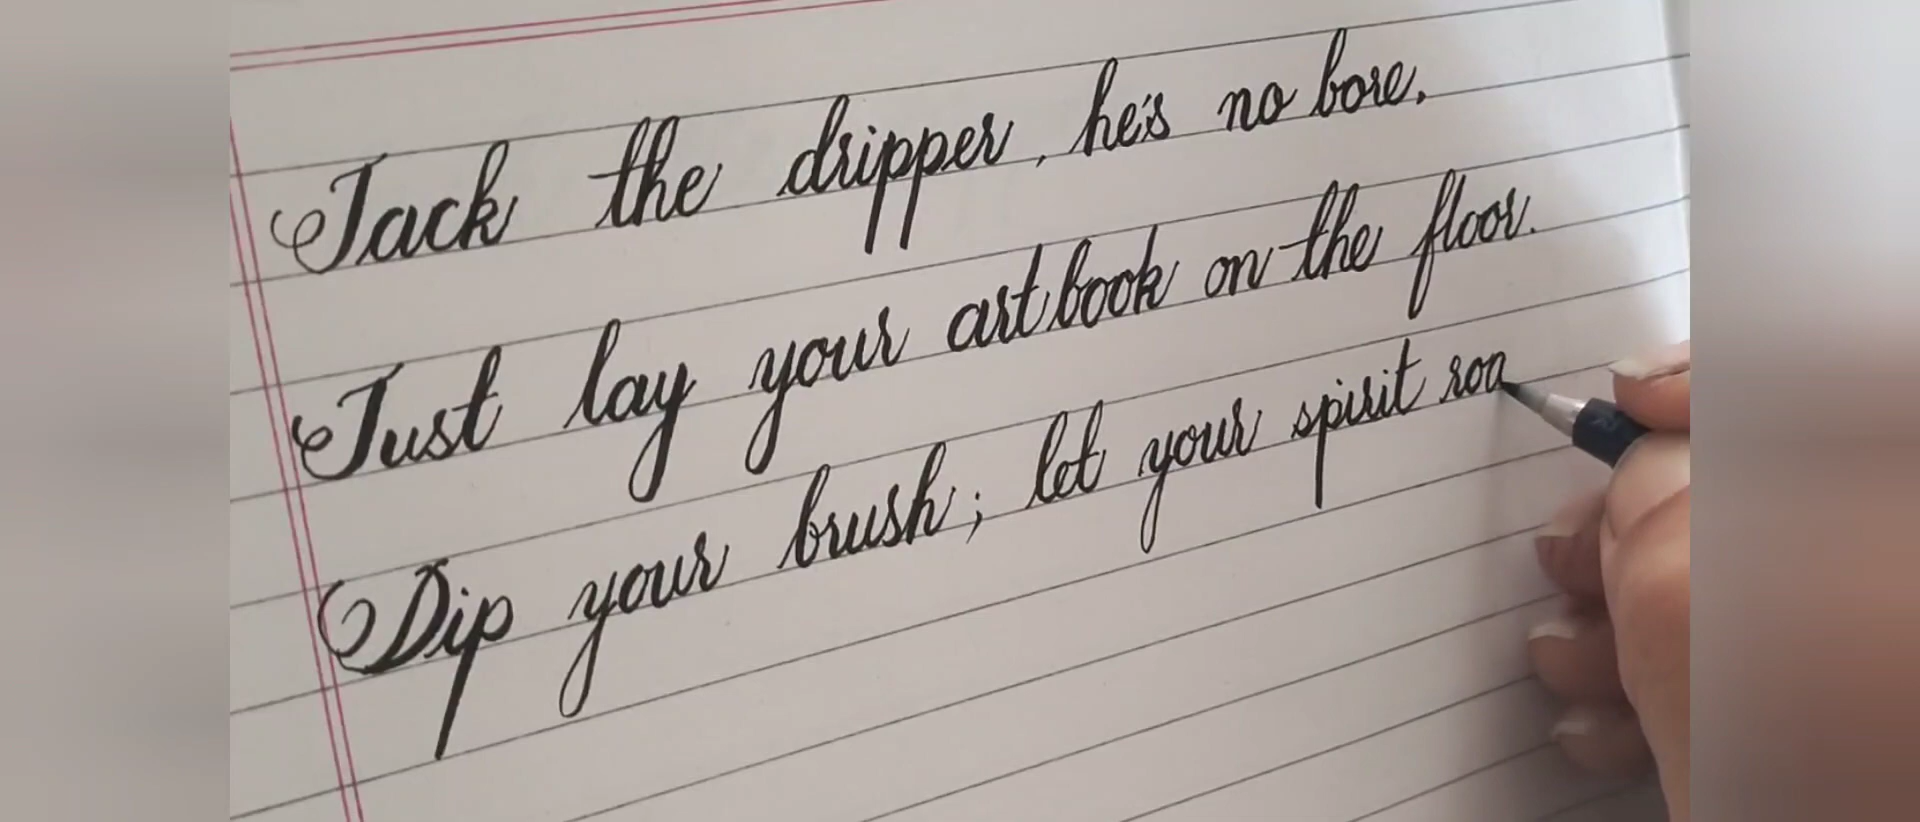 Jack the dripper, he's no bore.
Just lay your art book on the floor.
Dip your brush; let your spirit roa